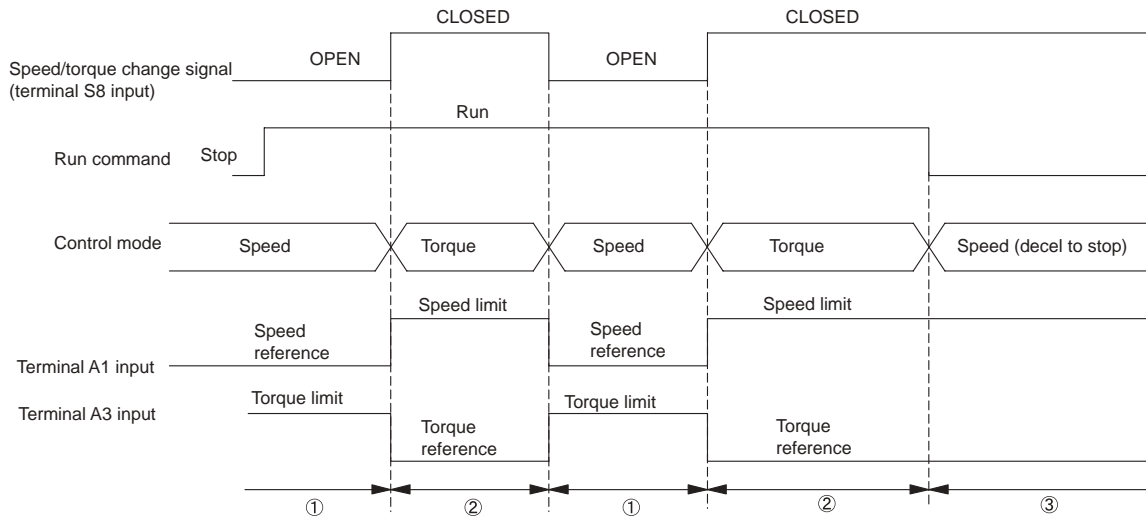 CLOSED
CLOSED
OPEN
OPEN
Speed/torque change signal
(terminal S8 input)
Run
Run command
Stop
Control mode
Speed
Torque
Speed
Torque
Speed (decel to stop)
Speed limit
Speed limit
Speed
reference
Speed
reference
Terminal A1 input
Terminal A3 input
Torque limit
Torque limit
Torque
reference
Torque
reference
①
②
①
②
③